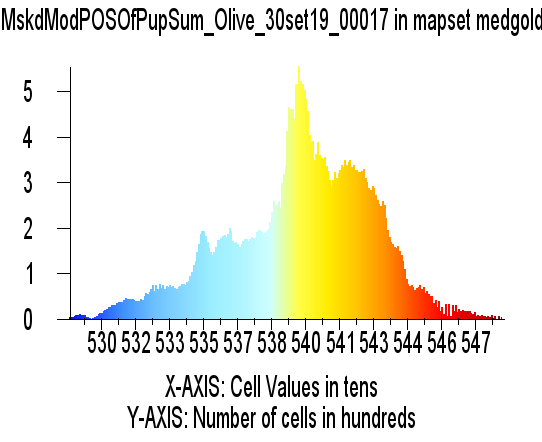 MskdModPOSOfPupSum_Olive_30set19_00017 in mapset medgold
5
4
3
2
1
0
530 532 533 535 537 538 540 541 543 544 546 547
X-AXIS: Cell Values in tens
Y-AXIS: Number of cells in hundreds